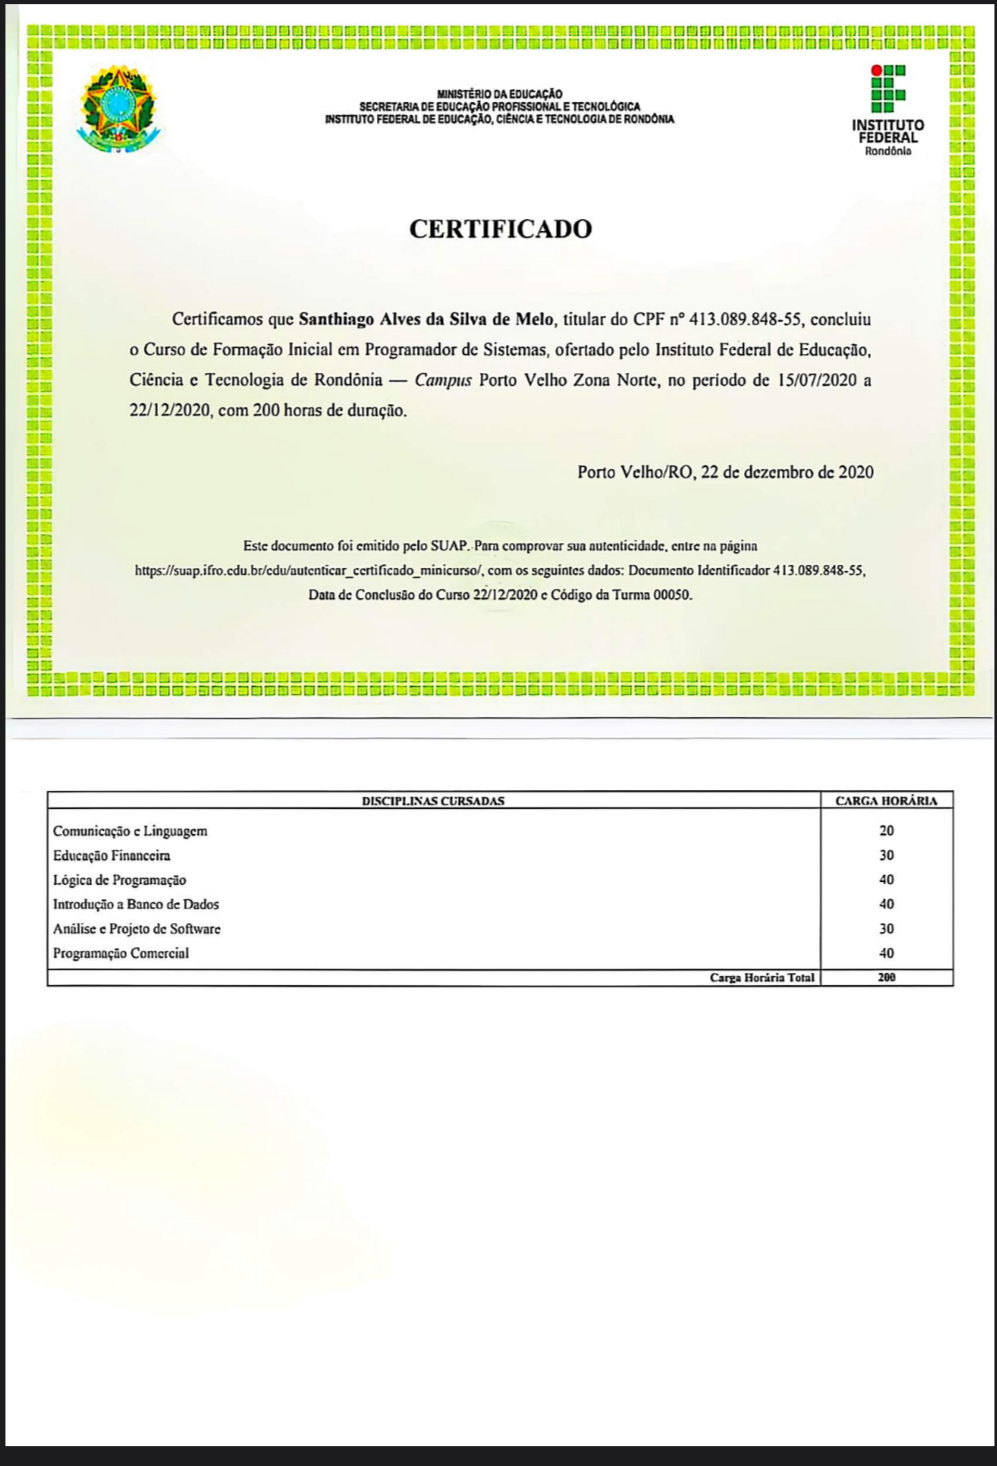 MINISTÉRIO DA EDUCAÇÃO
SECRETARIA DE EDUCAÇÃO PROFISSIONAL E TECNOLÓGICA
INSTITUTO FEDERAL DE EDUCAÇÃO, CIÊNCIA E TECNOLOGIA DE RONDÔNIA
INSTITUTO
FEDERAL
Rondônia
CERTIFICADO
Certificamos que Santhiago Alves da Silva de Melo, titular do CPF nº 413.089.848-55, concluiu
o Curso de Formação Inicial em Programador de Sistemas, ofertado pelo Instituto Federal de Educação,
Ciência e Tecnologia de Rondônia — Campus Porto Velho Zona Norte, no período de 15/07/2020 a
22/12/2020, com 200 horas de duração.
Porto Velho/RO, 22 de dezembro de 2020
Este documento foi emitido pelo SUAP. Para comprovar sua autenticidade, entre na página
https://suap.ifro.edu.br/edu/autenticar_certificado_minicurso/, com os seguintes dados: Documento Identificador 413.089.848-55,
Data de Conclusão do Curso 22/12/2020 e Código da Turma 00050.
DISCIPLINAS CURSADAS CARGA HORÁRIA
Comunicação e Linguagem 20
Educação Financeira 30
Lógica de Programação 40
Introdução a Banco de Dados 40
Análise e Projeto de Software 30
Programação Comercial 40
Carga Horária Total 200